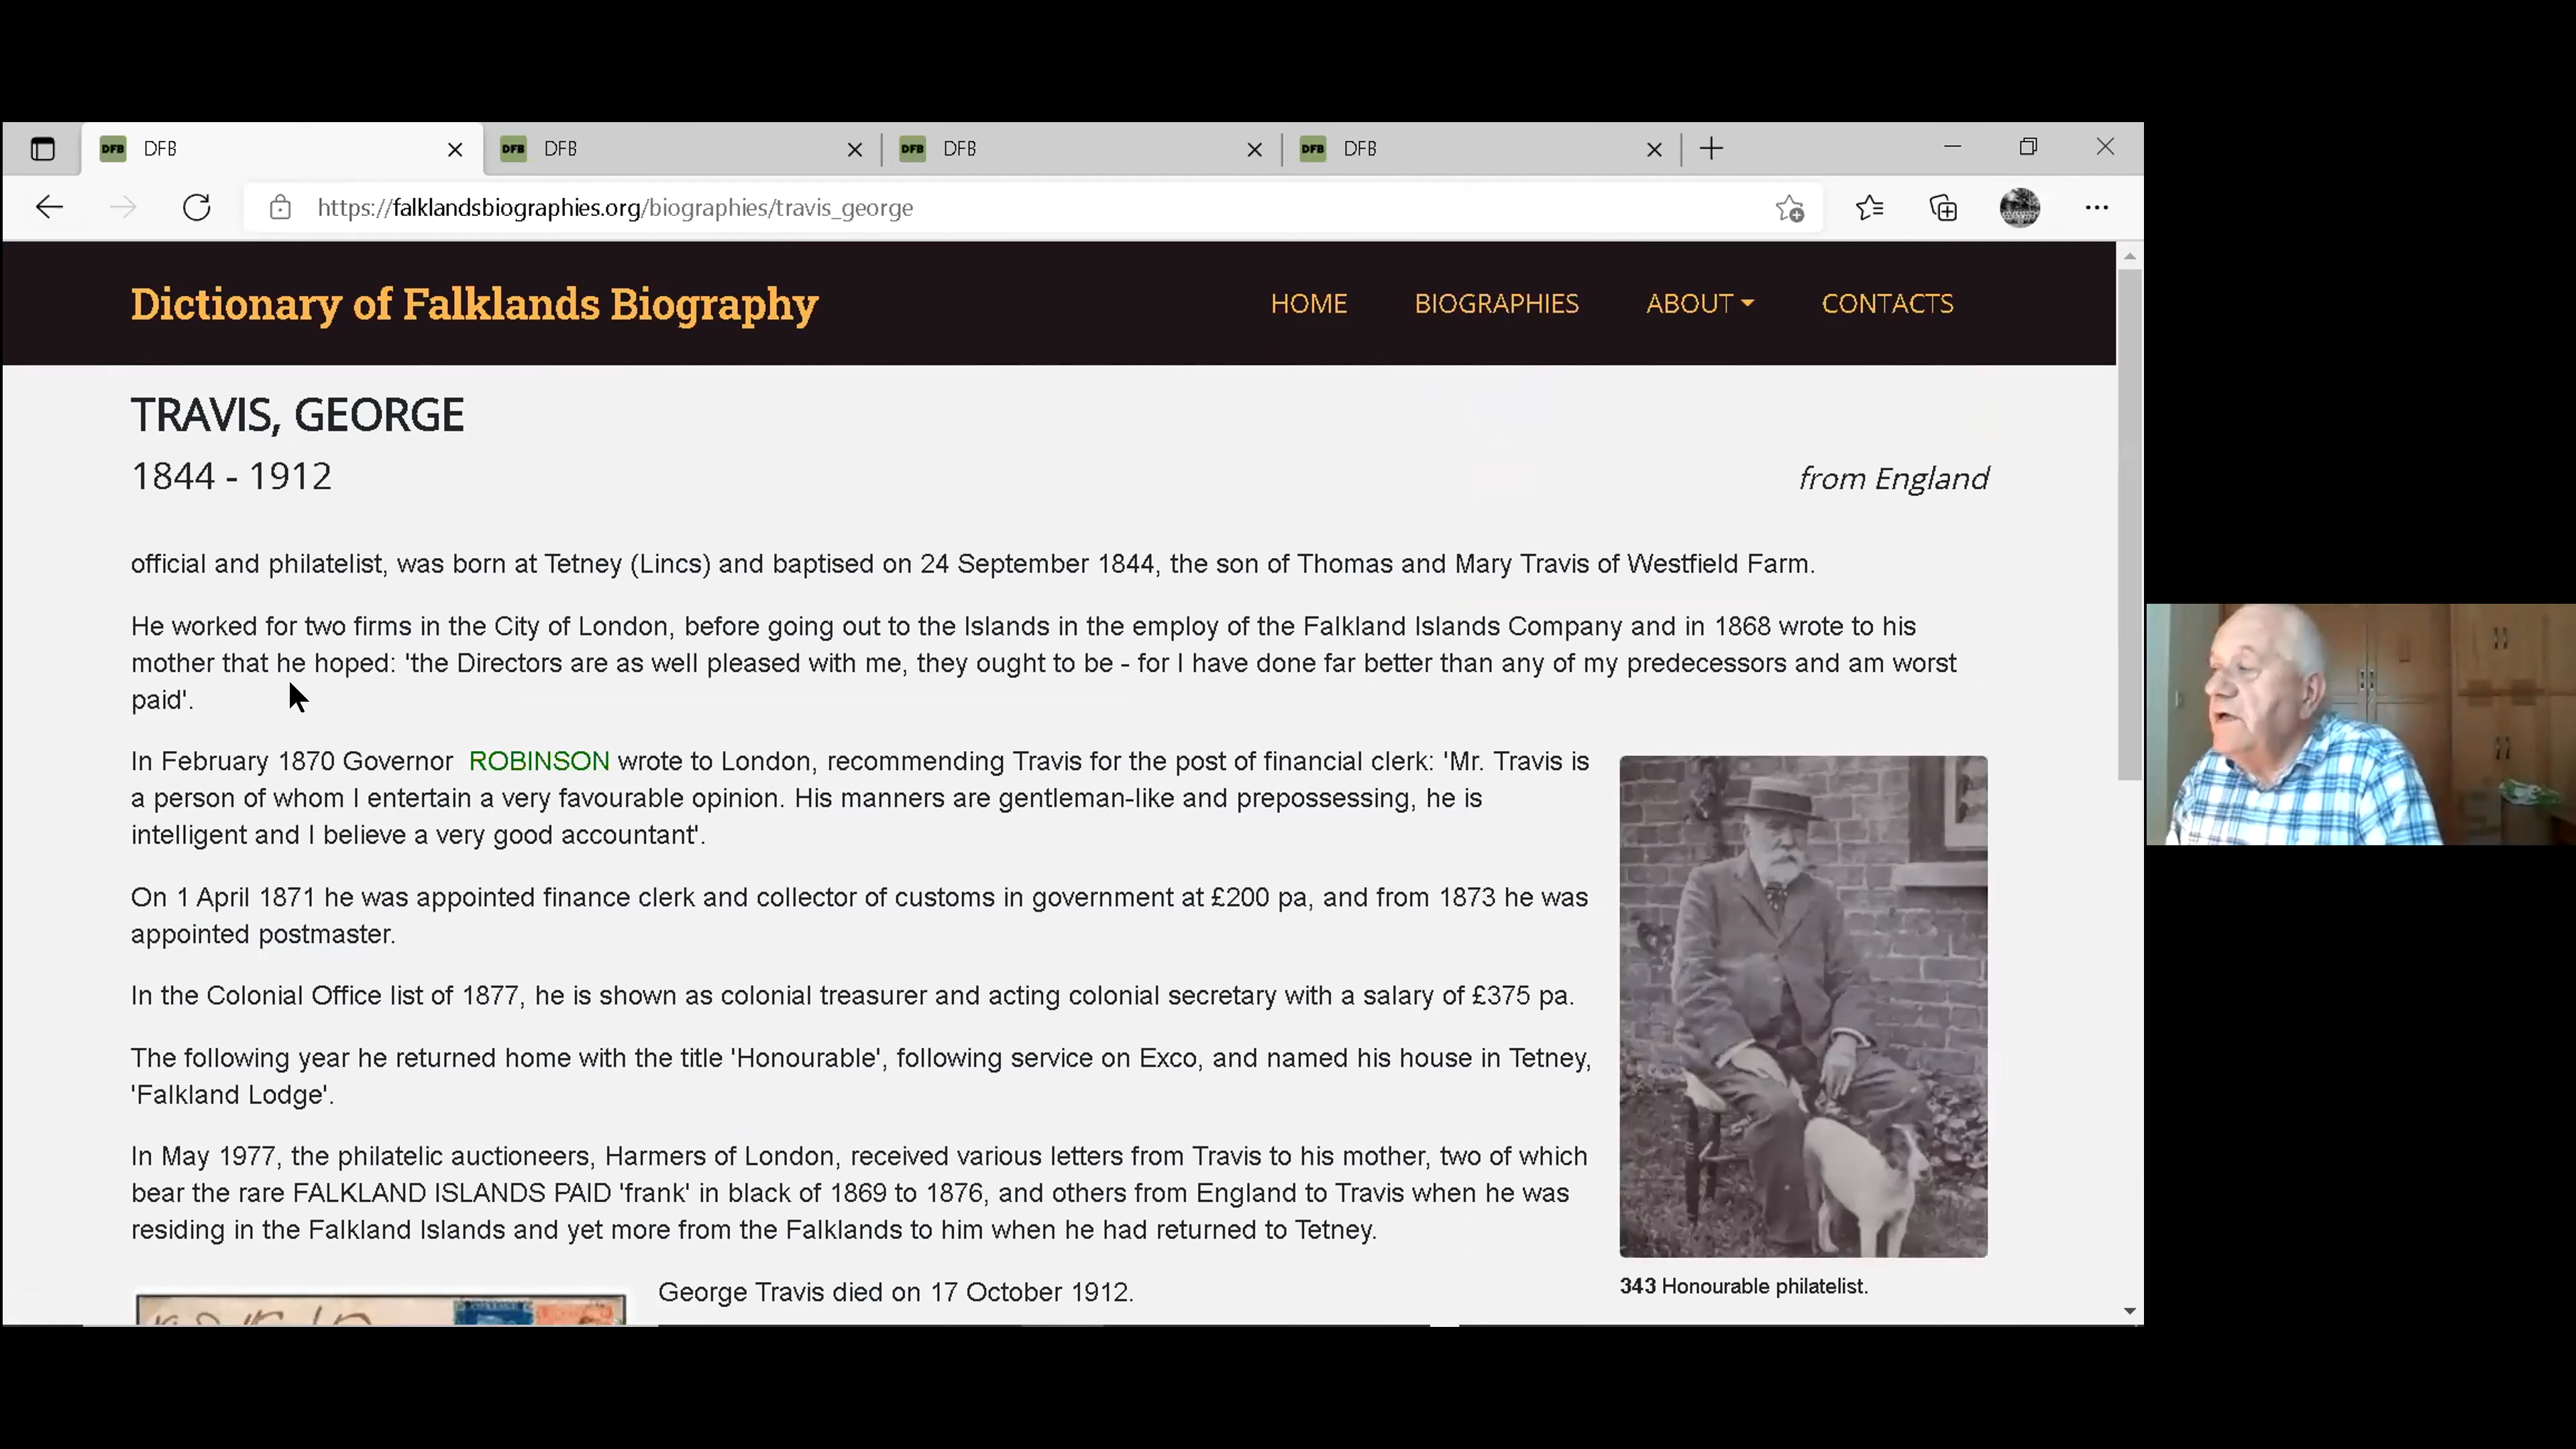 DFB DFB
DFB DFB
DFB DFB
DFB DFB
https://falklandsbiographies.org/biographies/travis_george
Dictionary of Falklands Biography
HOME BIOGRAPHIES ABOUT CONTACTS
TRAVIS, GEORGE
1844 - 1912
from England
official and philatelist, was born at Tetney (Lincs) and baptised on 24 September 1844, the son of Thomas and Mary Travis of Westfield Farm.
He worked for two firms in the City of London, before going out to the Islands in the employ of the Falkland Islands Company and in 1868 wrote to his
mother that he hoped: 'the Directors are as well pleased with me, they ought to be - for I have done far better than any of my predecessors and am worst
paid'.
In February 1870 Governor ROBINSON wrote to London, recommending Travis for the post of financial clerk: 'Mr. Travis is
a person of whom I entertain a very favourable opinion. His manners are gentleman-like and prepossessing, he is
intelligent and I believe a very good accountant'.
On 1 April 1871 he was appointed finance clerk and collector of customs in government at £200 pa, and from 1873 he was
appointed postmaster.
In the Colonial Office list of 1877, he is shown as colonial treasurer and acting colonial secretary with a salary of £375 pa.
The following year he returned home with the title 'Honourable', following service on Exco, and named his house in Tetney,
'Falkland Lodge'.
In May 1977, the philatelic auctioneers, Harmers of London, received various letters from Travis to his mother, two of which
bear the rare FALKLAND ISLANDS PAID 'frank' in black of 1869 to 1876, and others from England to Travis when he was
residing in the Falkland Islands and yet more from the Falklands to him when he had returned to Tetney.
George Travis died on 17 October 1912.
343 Honourable philatelist.